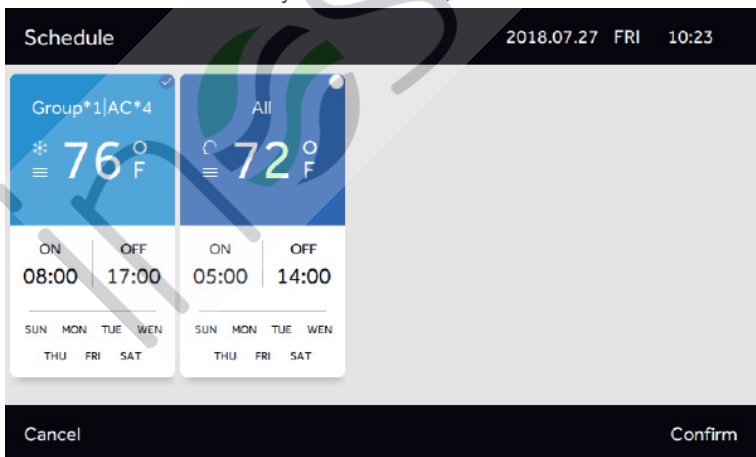 Schedule 2018.07.27 FRI 10:23
Group*1|AC*4
76°F
ON OFF
08:00 17:00
SUN MON TUE WEN
THU FRI SAT
All
72°F
ON OFF
05:00 14:00
SUN MON TUE WEN
THU FRI SAT
Cancel Confirm